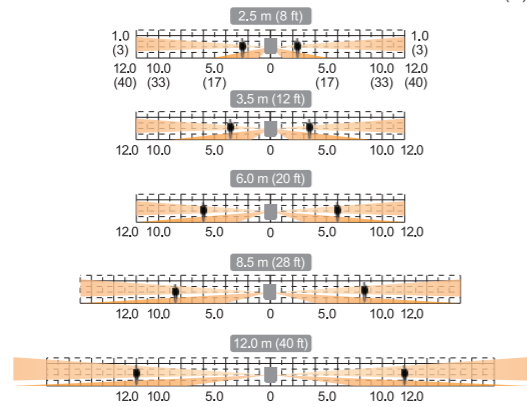 2.5 m (8 ft)
1.0 1.0
(3) (3)
12.0 10.0 5.0 0 5.0 10.0 12.0
(40) (33) (17) (17) (33) (40)
3.5 m (12 ft)
12.0 10.0 5.0 0 5.0 10.0 12.0
6.0 m (20 ft)
12.0 10.0 5.0 0 5.0 10.0 12.0
8.5 m (28 ft)
12.0 10.0 5.0 0 5.0 10.0 12.0
12.0 m (40 ft)
12.0 10.0 5.0 0 5.0 10.0 12.0